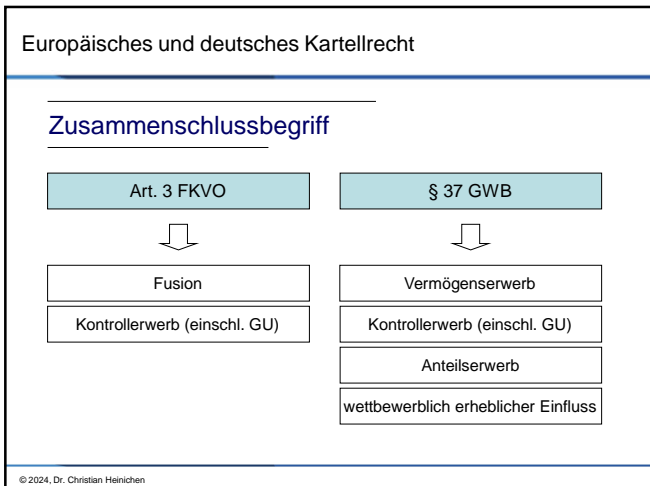 Europäisches und deutsches Kartellrecht
Zusammenschlussbegriff
Art. 3 FKVO
§ 37 GWB
Fusion
Vermögenserwerb
Kontrollerwerb (einschl. GU)
Kontrollerwerb (einschl. GU)
Anteilserwerb
wettbewerblich erheblicher Einfluss
© 2024, Dr. Christian Heinichen